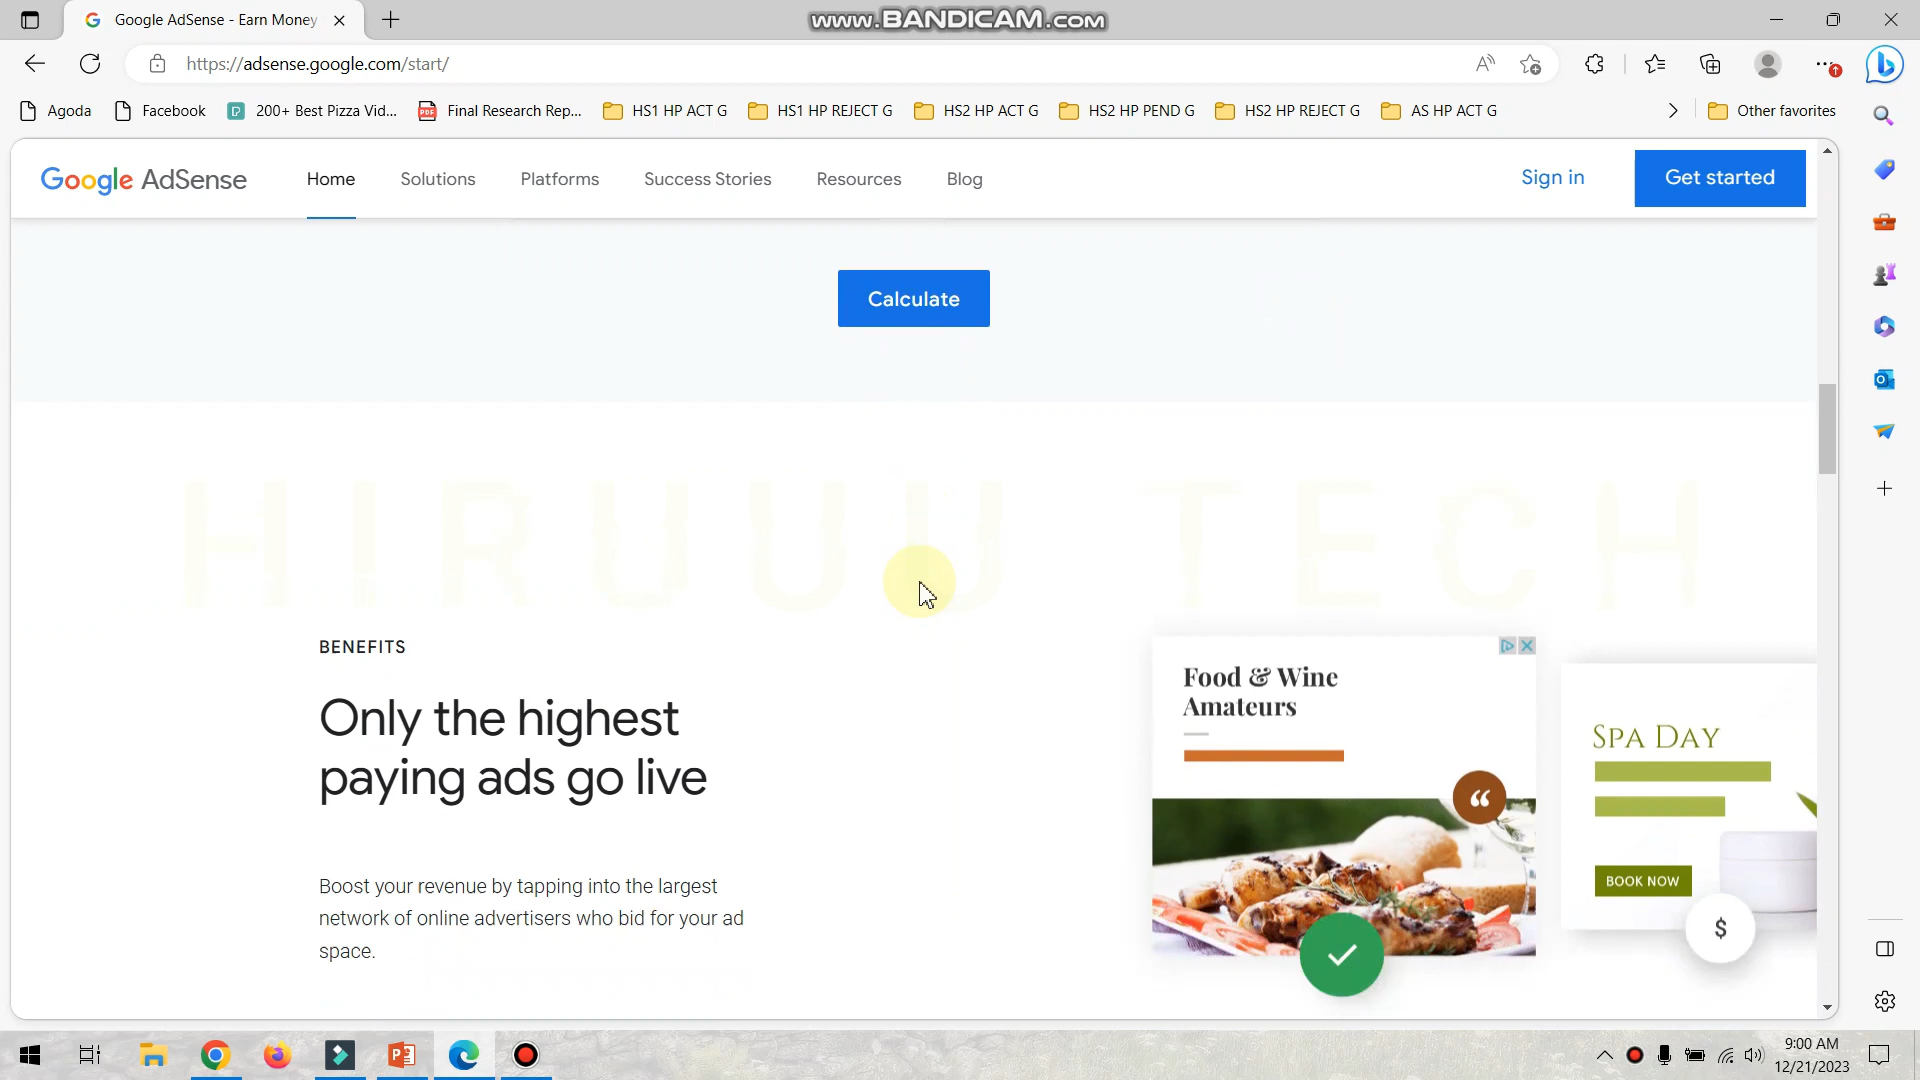 Google AdSense - Earn Money
www.BANDICAM.com
https://adsense.google.com/start/
Agoda
Facebook
200+ Best Pizza Vid...
Final Research Rep...
HS1 HP ACT G
HS1 HP REJECT G
HS2 HP ACT G
HS2 HP PEND G
HS2 HP REJECT G
AS HP ACT G
Other favorites
Google AdSense
Home
Solutions
Platforms
Success Stories
Resources
Blog
Sign in
Get started
Calculate
HIRUUU TECH
BENEFITS
Only the highest
paying ads go live
Boost your revenue by tapping into the largest
network of online advertisers who bid for your ad
space.
Food & Wine
Amateurs
SPA DAY
BOOK NOW
$
9:00 AM
12/21/2023